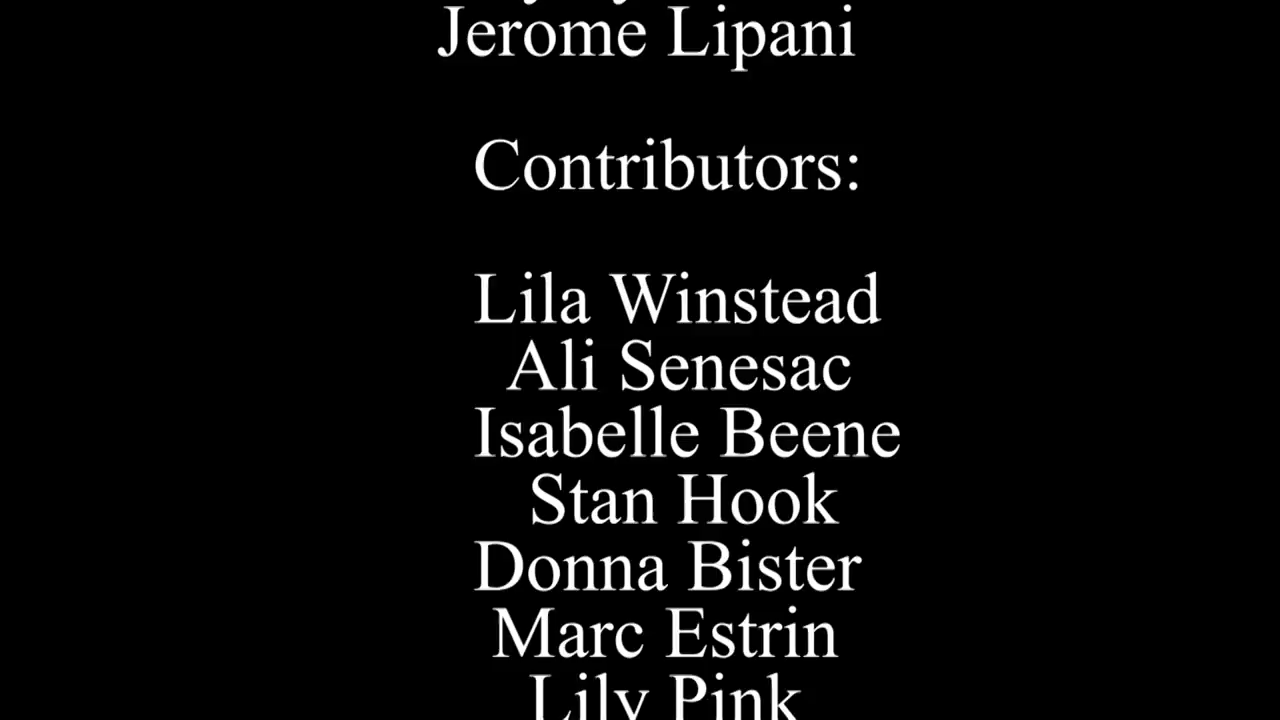 Jerome Lipani
Contributors:
Lila Winstead
Ali Senesac
Isabelle Beene
Stan Hook
Donna Bister
Marc Estrin
Lily Pink